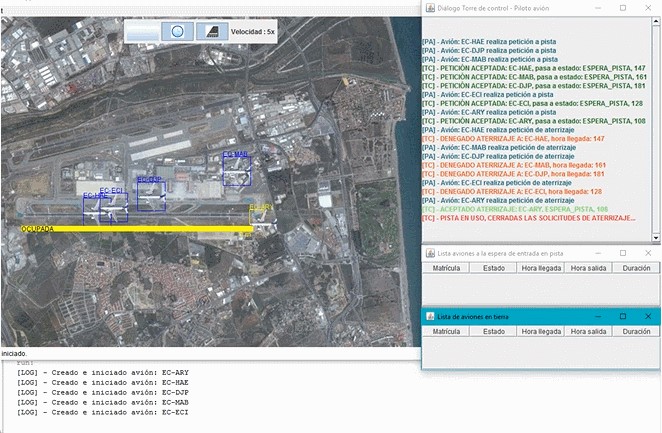 Velocidad : 5x
EC-MAB
EC-DJP
EC-ECI
EC-HAE
EC-ARY
OCUPADA
iniciado.
run:
[LOG] - Creado e iniciado avión: EC-ARY
[LOG] - Creado e iniciado avión: EC-HAE
[LOG] - Creado e iniciado avión: EC-DJP
[LOG] - Creado e iniciado avión: EC-MAB
[LOG] - Creado e iniciado avión: EC-ECI
Dialogo Torre de control - Piloto avión
[PA] - Avión: EC-HAE realiza petición a pista
[PA] - Avión: EC-DJP realiza petición a pista
[PA] - Avión: EC-MAB realiza petición a pista
[TC] - PETICIÓN ACEPTADA: EC-HAE, pasa a estado: ESPERA_PISTA, 147
[TC] - PETICIÓN ACEPTADA: EC-MAB, pasa a estado: ESPERA_PISTA, 161
[TC] - PETICIÓN ACEPTADA: EC-DJP, pasa a estado: ESPERA_PISTA, 181
[PA] - Avión: EC-ECI realiza petición a pista
[TC] - PETICIÓN ACEPTADA: EC-ECI, pasa a estado: ESPERA_PISTA, 128
[PA] - Avión: EC-ARY realiza petición a pista
[TC] - PETICIÓN ACEPTADA: EC-ARY, pasa a estado: ESPERA_PISTA, 108
[PA] - Avión: EC-HAE realiza petición de aterrizaje
[TC] - DENEGADO ATERRIZAJE A: EC-HAE, hora llegada: 147
[PA] - Avión: EC-MAB realiza petición de aterrizaje
[PA] - Avión: EC-DJP realiza petición de aterrizaje
[TC] - DENEGADO ATERRIZAJE A: EC-MAB, hora llegada: 161
[TC] - DENEGADO ATERRIZAJE A: EC-DJP, hora llegada: 181
[PA] - Avión: EC-ECI realiza petición de aterrizaje
[TC] - DENEGADO ATERRIZAJE A: EC-ECI, hora llegada: 128
[PA] - Avión: EC-ARY realiza petición de aterrizaje
[TC] - ACEPTADO ATERRIZAJE: EC-ARY, ESPERA_PISTA, 108
[TC] - PISTA EN USO, CERRADAS LAS SOLICITUDES DE ATERRIZAJE...
Lista aviones a la espera de entrada en pista
Matrícula Estado Hora llegada Hora salida Duración
Lista de aviones en tierra
Matrícula Estado Hora llegada Hora salida Duración